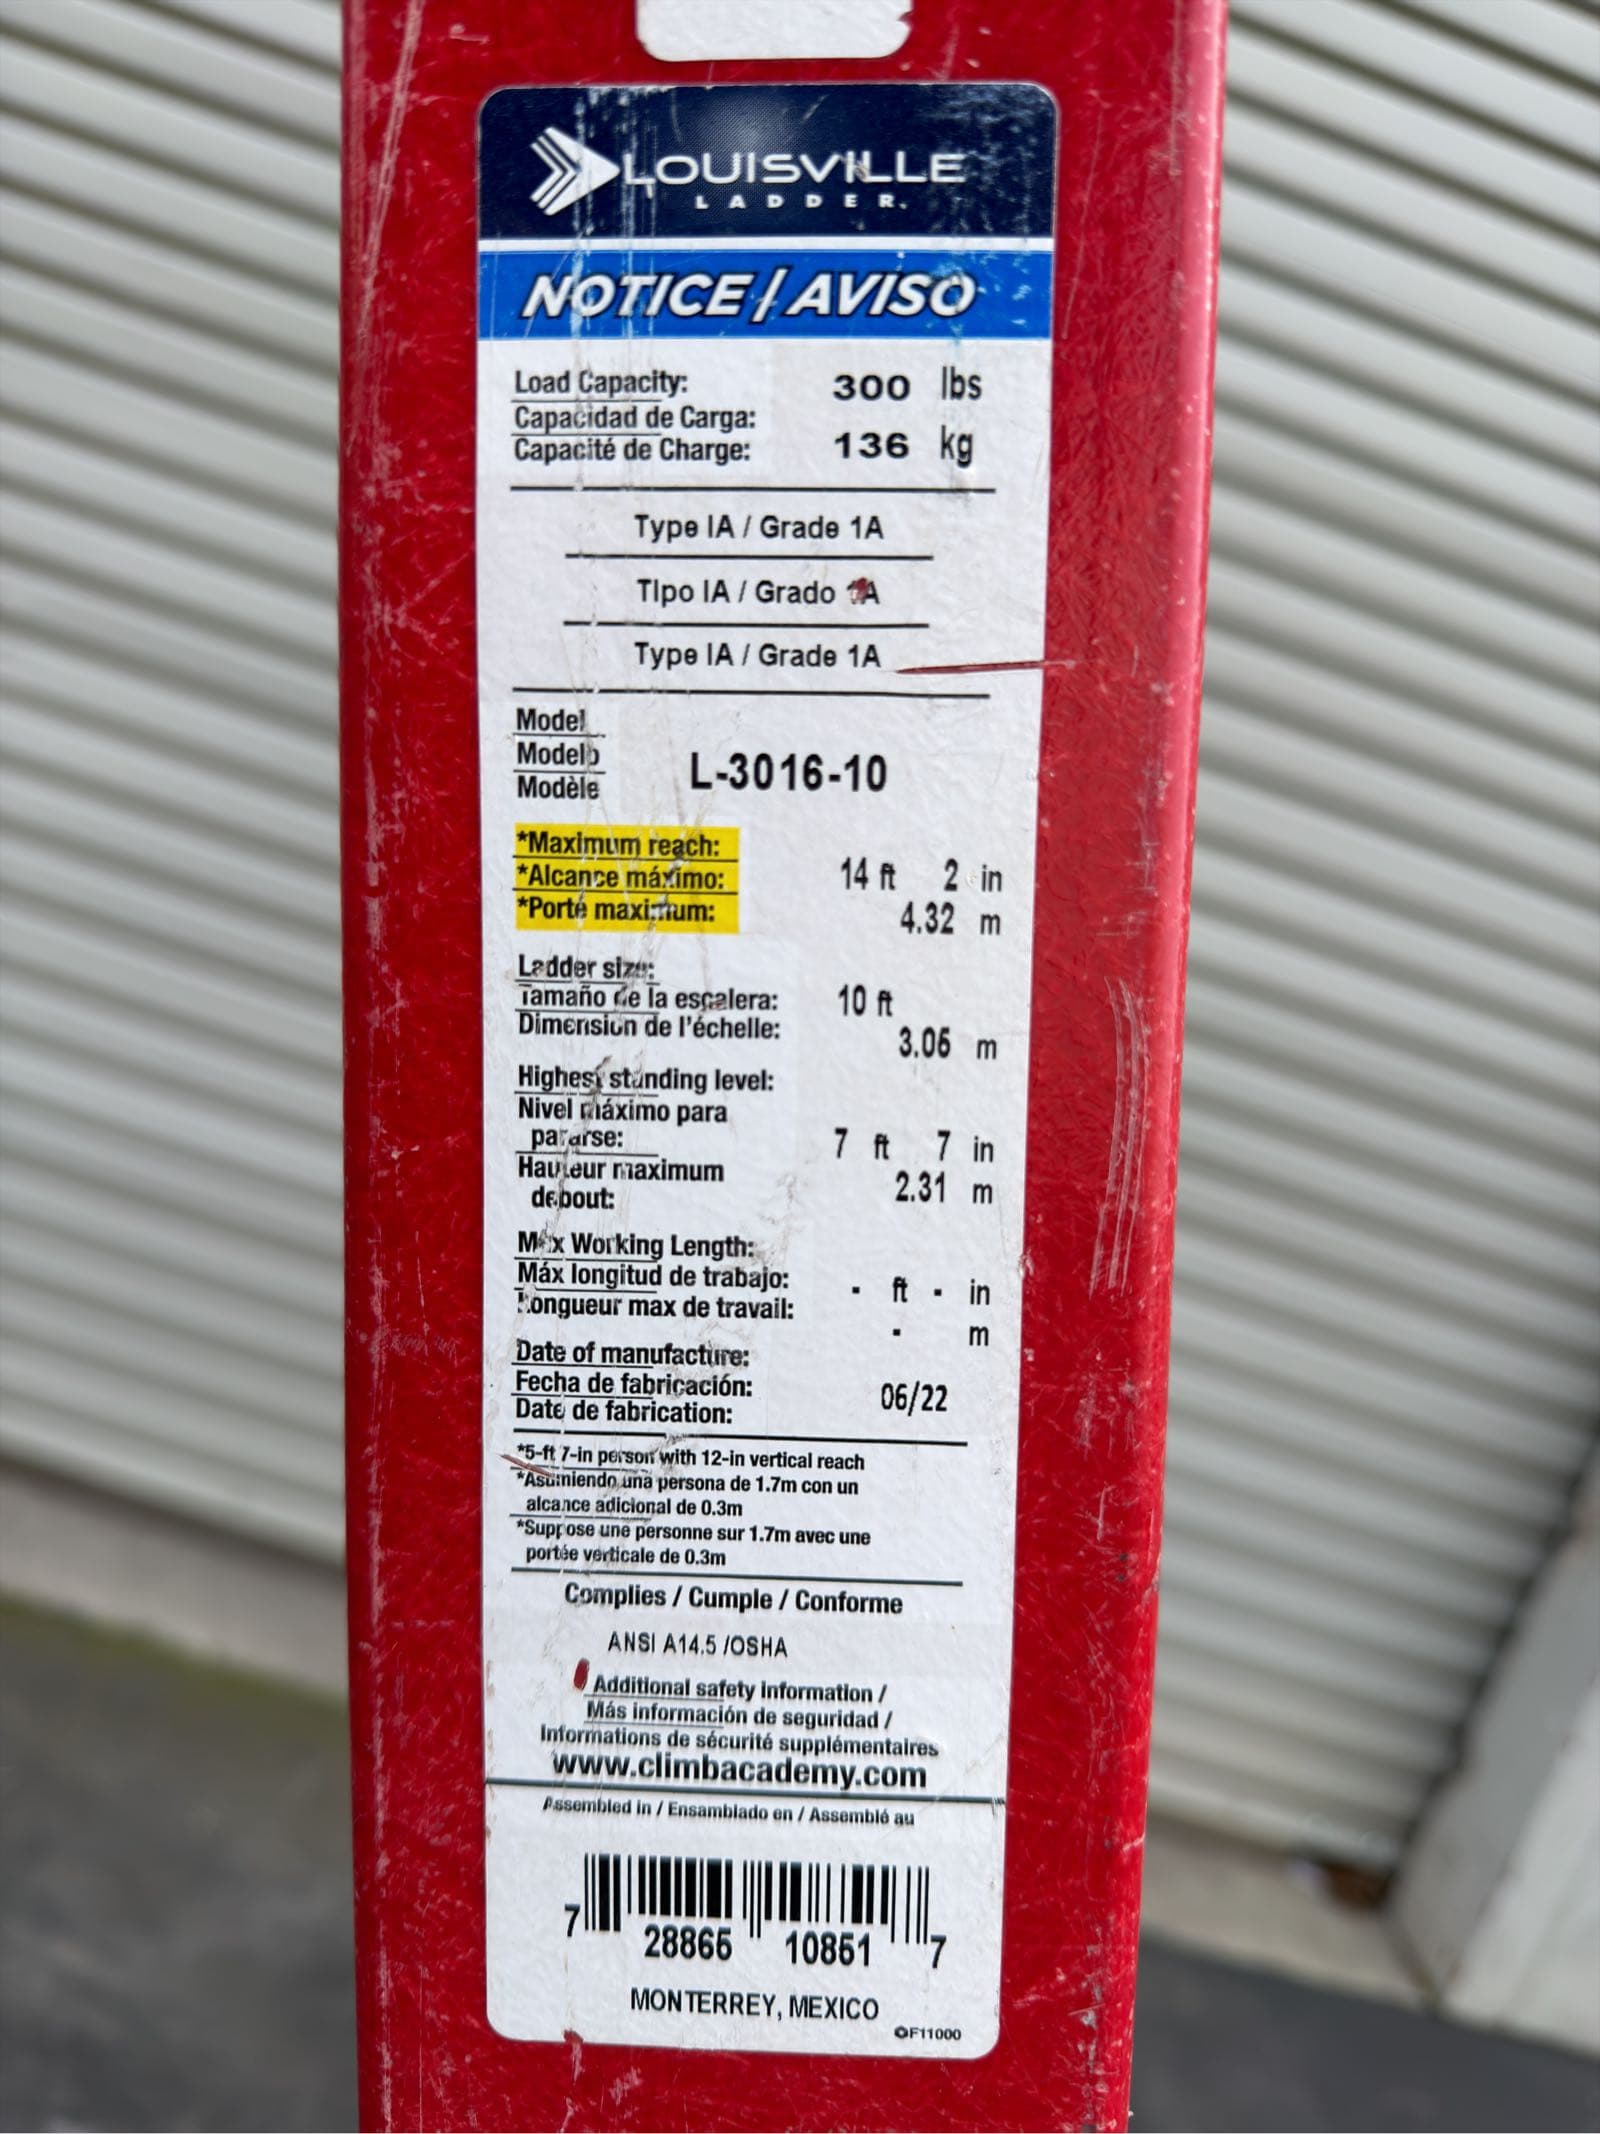 LOUISVILLE
LADDER.
NOTICE / AVISO
Load Capacity: 300 lbs
Capacidad de Carga:
Capacité de Charge: 136 kg
Type IA / Grade 1A
TIpo IA / Grado 1A
Type IA / Grade 1A
Model
Modelo
Modèle
L-3016-10
*Maximum reach:
*Alcance máximo: 14 ft 2 in
*Porté maximum: 4.32 m
Ladder size:
Tamaño de la escalera: 10 ft
Dimension de l'échelle: 3.05 m
Highest standing level:
Nivel máximo para
pararse: 7 ft 7 in
Hauteur maximum 2.31 m
debout:
Max Working Length:
Máx longitud de trabajo: - ft - in
Longueur max de travail: - m
Date of manufacture:
Fecha de fabricación: 06/22
Date de fabrication:
*5-ft 7-in person with 12-in vertical reach
*Asumiendo una persona de 1.7m con un
alcance adicional de 0.3m
*Suppose une personne sur 1.7m avec une
portée verticale de 0.3m
Complies / Cumple / Conforme
ANSI A14.5 /OSHA
Additional safety information /
Más información de seguridad /
Informations de sécurité supplémentaires
www.climbacademy.com
Assembled in / Ensamblado en / Assemblé au
7 28865 10851 7
MONTERREY, MEXICO
OF11000